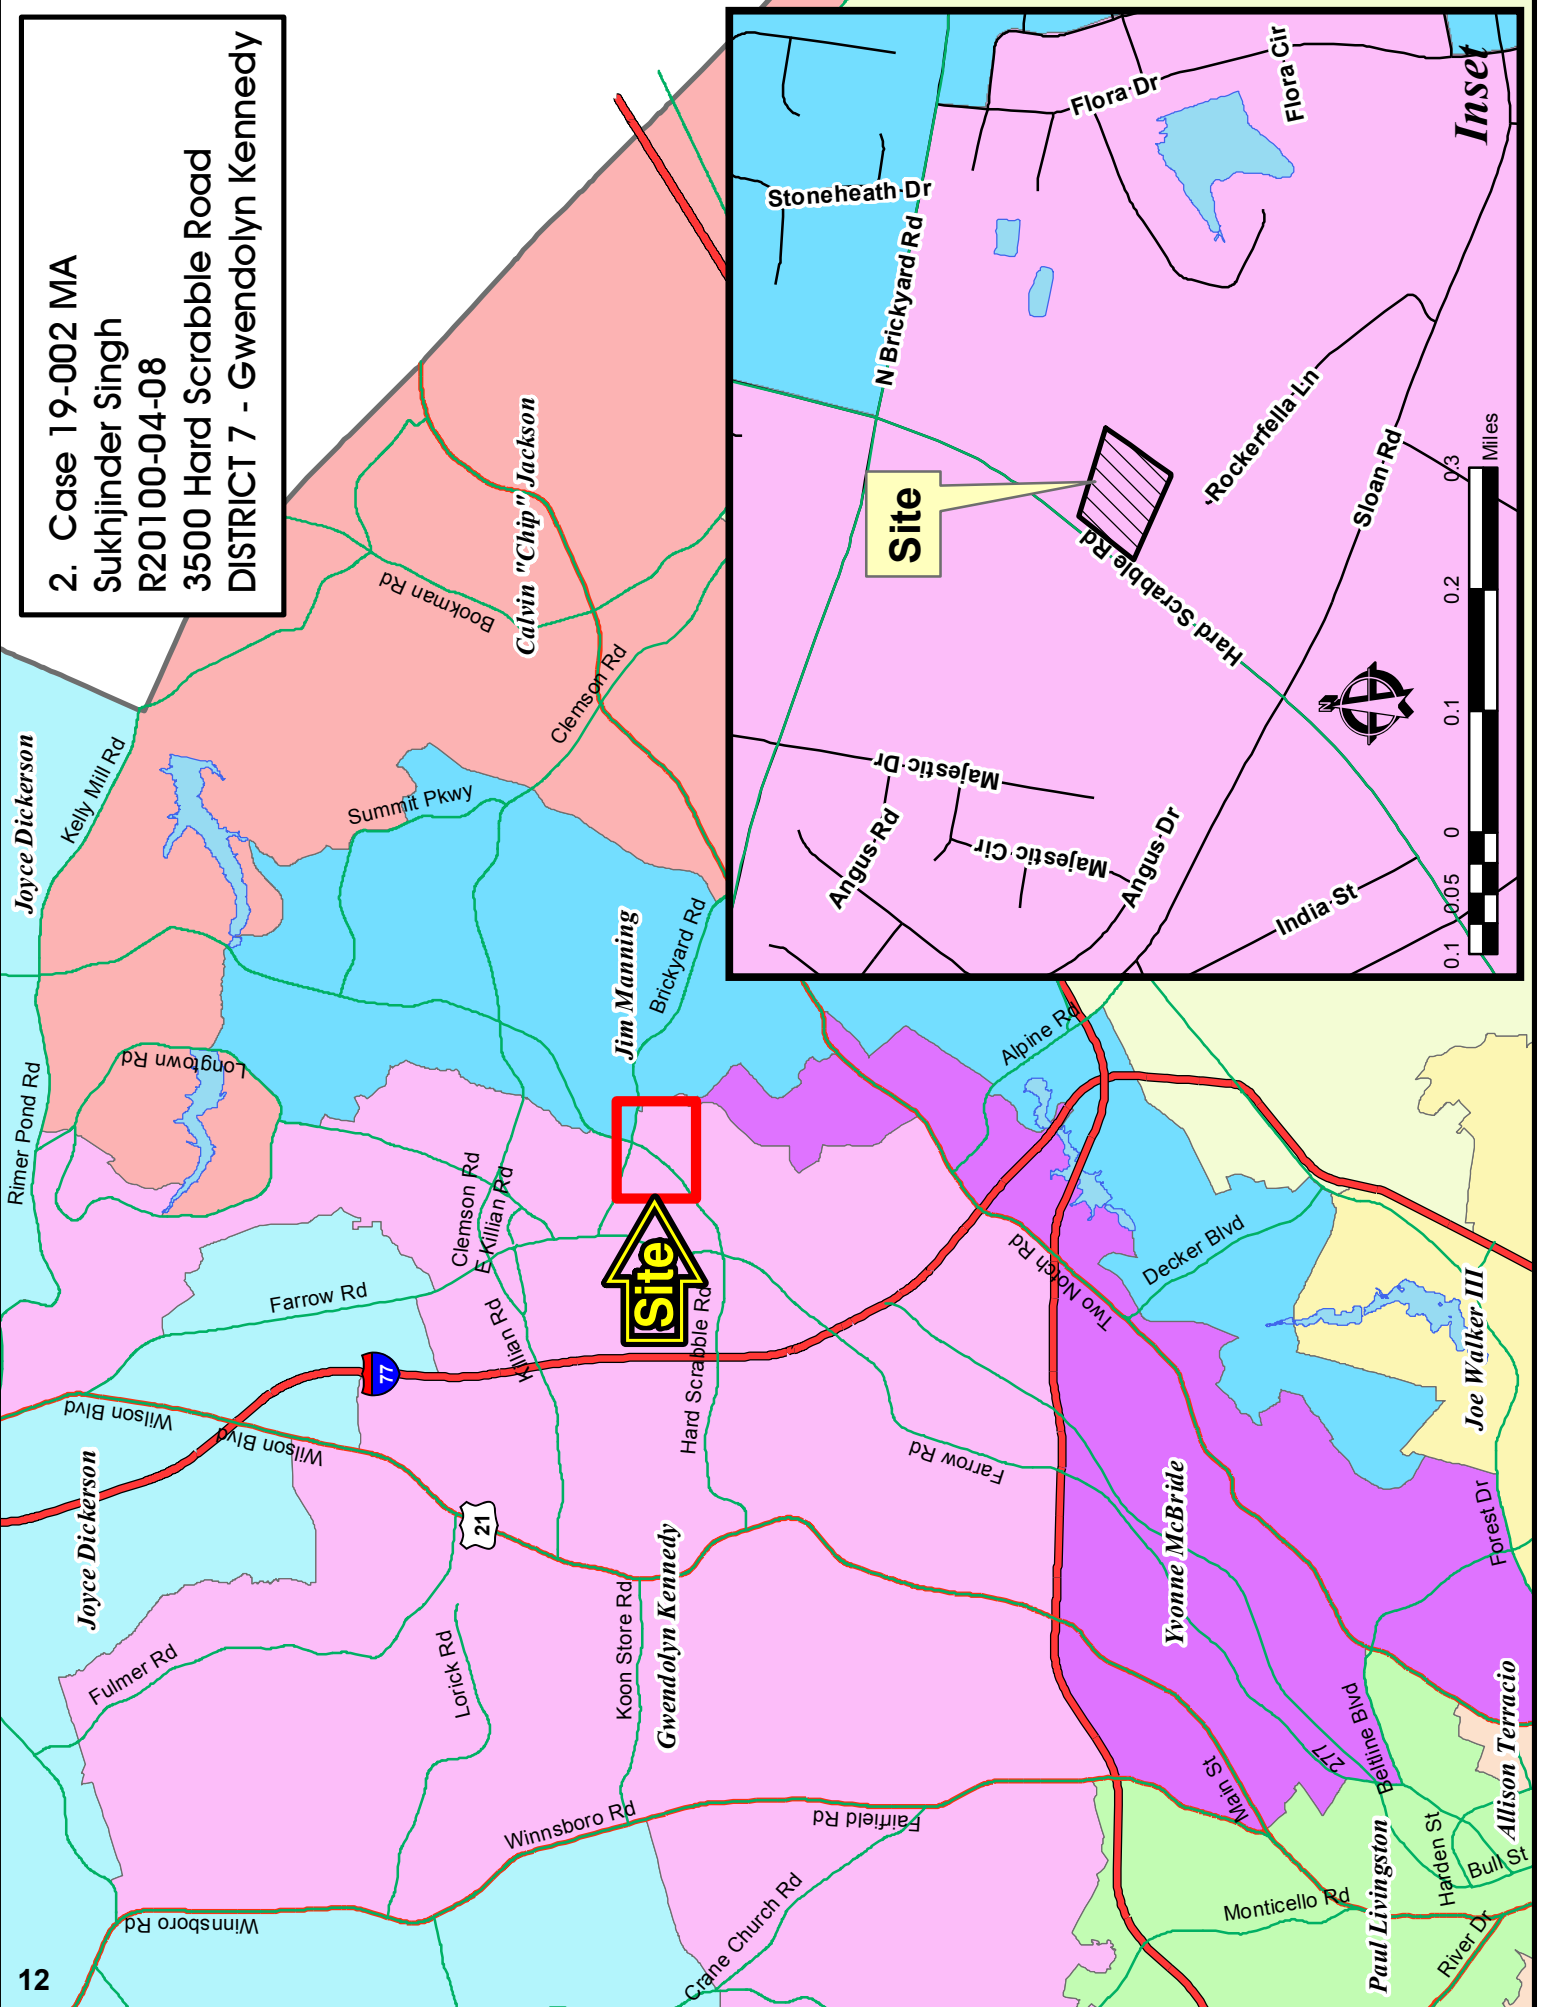 2. Case 19-002 MA
Sukhjinder Singh
R20100-04-08
3500 Hard Scrabble Road
DISTRICT 7 - Gwendolyn Kennedy
Joyce Dickerson
Kelly Mill Rd
Rimer Pond Rd
Longtown Rd
Bookman Rd
Calvin "Chip" Jackson
Clemson Rd
Summit Pkwy
Jim Manning
Brickyard Rd
Clemson Rd
E Killian Rd
Killian Rd
Farrow Rd
77
Wilson Blvd
Wilson Blvd
Joyce Dickerson
21
Site
Hard Scrabble Rd
Farrow Rd
Fulmer Rd
Lorick Rd
Koon Store Rd
Gwendolyn Kennedy
Winnsboro Rd
Winnsboro Rd
Fairfield Rd
Crane Church Rd
Alpine Rd
Two Notch Rd
Decker Blvd
Joe Walker III
Yvonne McBride
Forest Dr
Beltline Blvd
277
Main St
Allison Terracio
Harden St
Bull St
Paul Livingston
Monticello Rd
River Dr
12
Stoneheath Dr
N Brickyard Rd
Flora Dr
Flora Cir
Inset
Site
Hard Scrabble Rd
Rockerfella Ln
Sloan Rd
Majestic Dr
Angus Rd
Majestic Cir
Angus Dr
India St
N
0.1 0.05 0 0.1 0.2 0.3
Miles